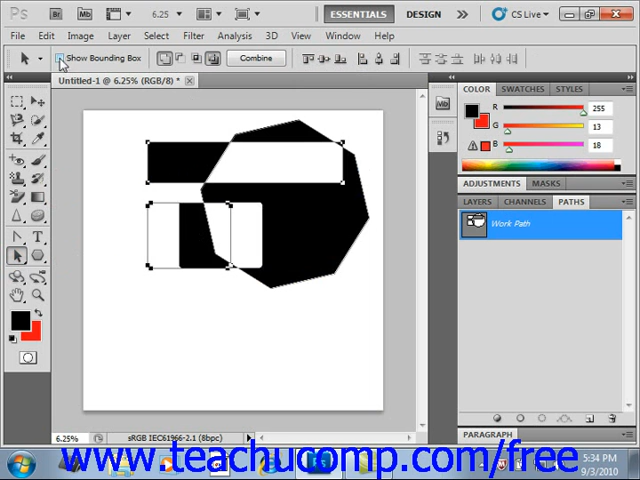 Ps Br Mb 6.25 ESSENTIALS DESIGN >> CS Live
File Edit Image Layer Select Filter Analysis 3D View Window Help
Show Bounding Box Combine
Untitled-1 @ 6.25% (RGB/8) *
COLOR SWATCHES STYLES
R 255
G 13
B 18
ADJUSTMENTS MASKS
LAYERS CHANNELS PATHS
Work Path
6.25% sRGB IEC61966-2.1 (8bpc)
PARAGRAPH
www.teachucomp.com/free
5:34 PM
9/3/2010